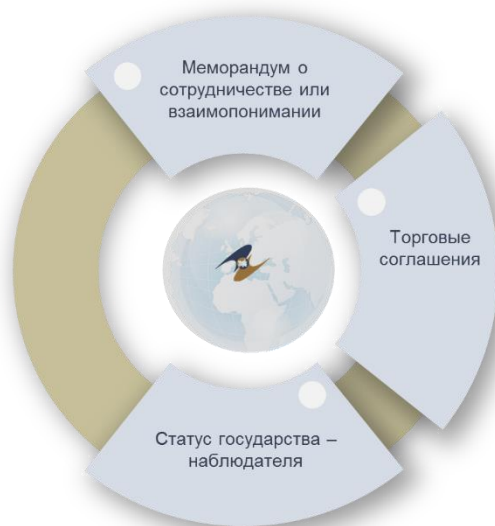 Меморандум о
сотрудничестве или
взаимопонимании
Торговые
соглашения
Статус государства –
наблюдателя